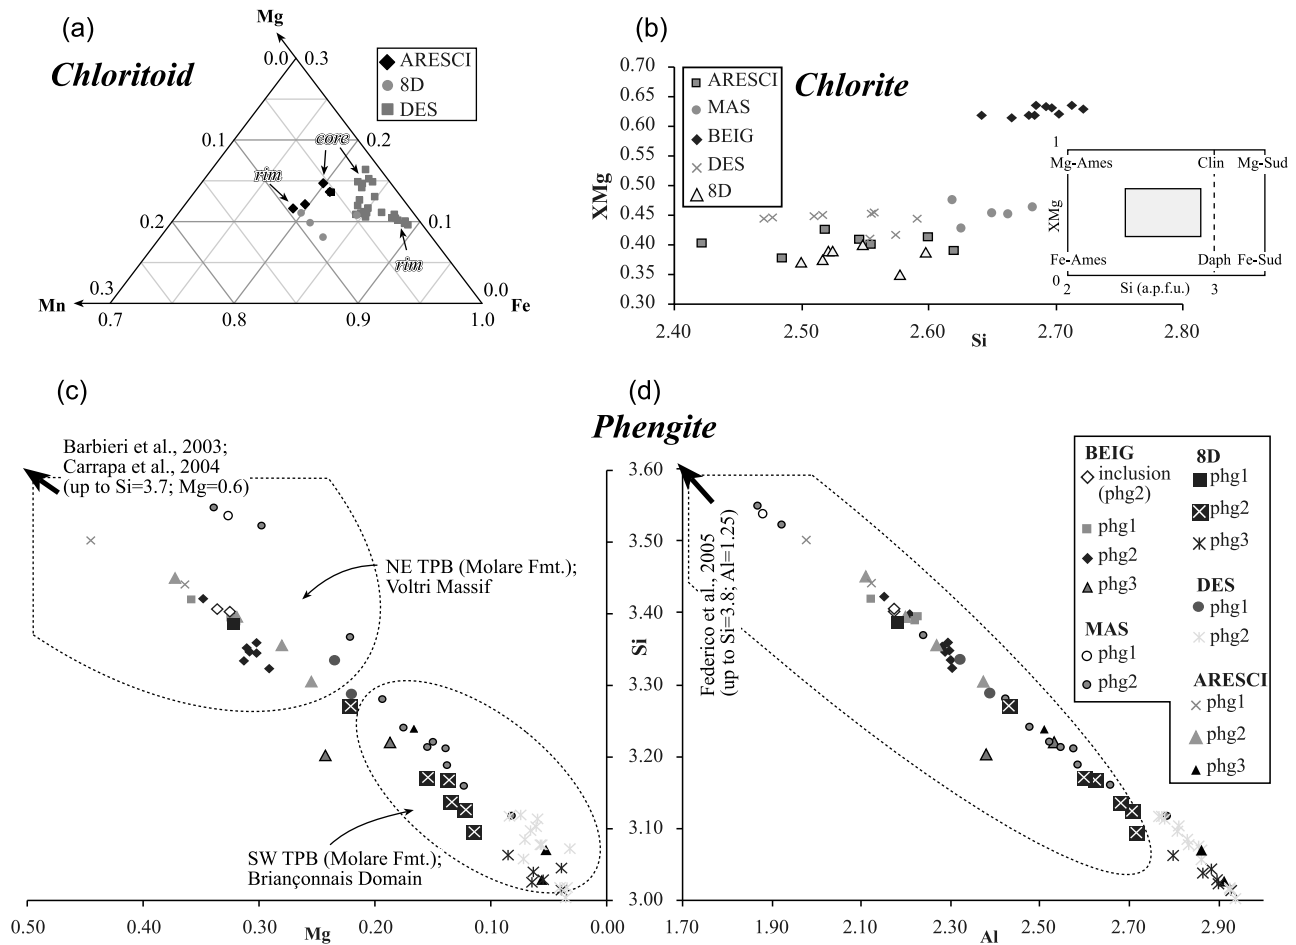 (a)
Chloritoid
Mg
0.0
0.3
ARESCI
8D
DES
0.1
0.2
core
rim
0.2
0.1
rim
0.3
0.0
Mn
Fe
0.7
0.8
0.9
1.0
(b)
Chlorite
0.70
0.65
0.60
0.55
0.50
0.45
0.40
0.35
0.30
XMg
ARESCI
MAS
BEIG
DES
8D
2.40
2.50
2.60
2.70
2.80
Si
1
Mg-Ames
Clin
Mg-Sud
XMg
Fe-Ames
Daph
Fe-Sud
0
2
Si (a.p.f.u.)
3
Phengite
(c)
Barbieri et al., 2003;
Carrapa et al., 2004
(up to Si=3.7; Mg=0.6)
NE TPB (Molare Fmt.);
Voltri Massif
SW TPB (Molare Fmt.);
Briançonnais Domain
0.50
0.40
0.30
0.20
0.10
0.00
Mg
(d)
3.60
3.50
3.40
3.30
3.20
3.10
3.00
Si
Federico et al., 2005
(up to Si=3.8; Al=1.25)
1.70
1.90
2.10
2.30
2.50
2.70
2.90
Al
BEIG
inclusion
(phg2)
phg1
phg2
phg3
MAS
phg1
phg2
8D
phg1
phg2
phg3
DES
phg1
phg2
ARESCI
phg1
phg2
phg3